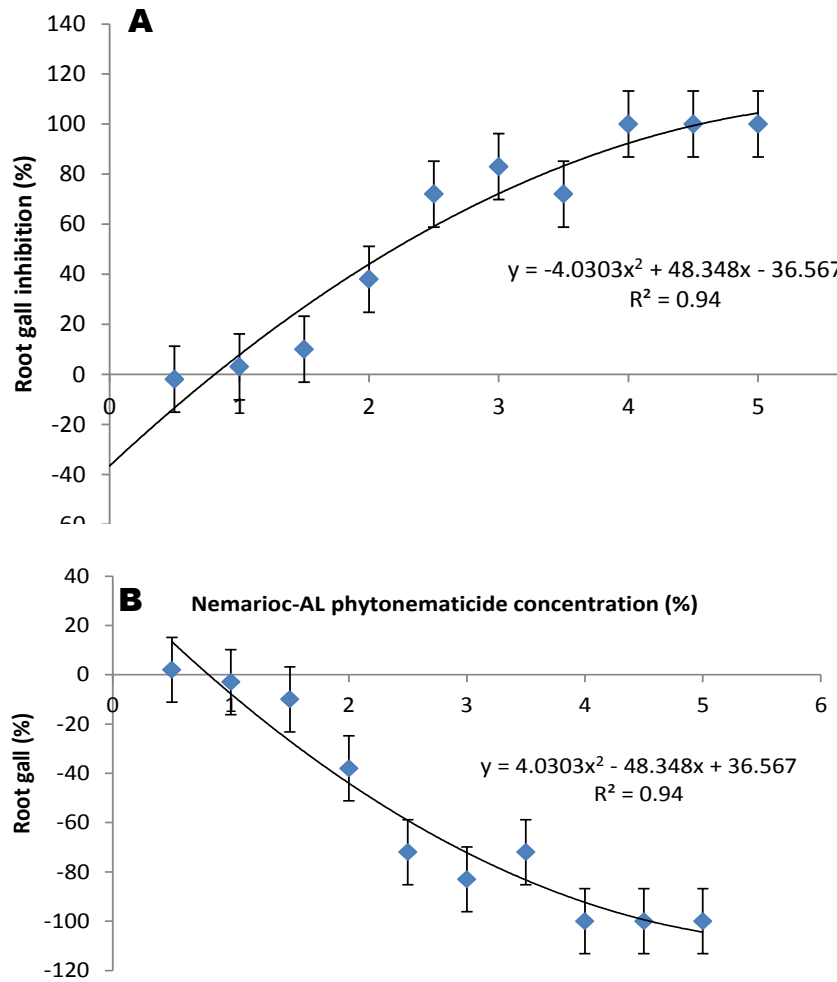 A
140
120
100
80
60
40
20
0
-20
-40
60
Root gall inhibition (%)
0 1 2 3 4 5
y = -4.0303x² + 48.348x - 36.567
R² = 0.94
B
Nemarioc-AL phytonematicide concentration (%)
40
20
0
-20
-40
-60
-80
-100
-120
Root gall (%)
0 1 2 3 4 5 6
y = 4.0303x² - 48.348x + 36.567
R² = 0.94